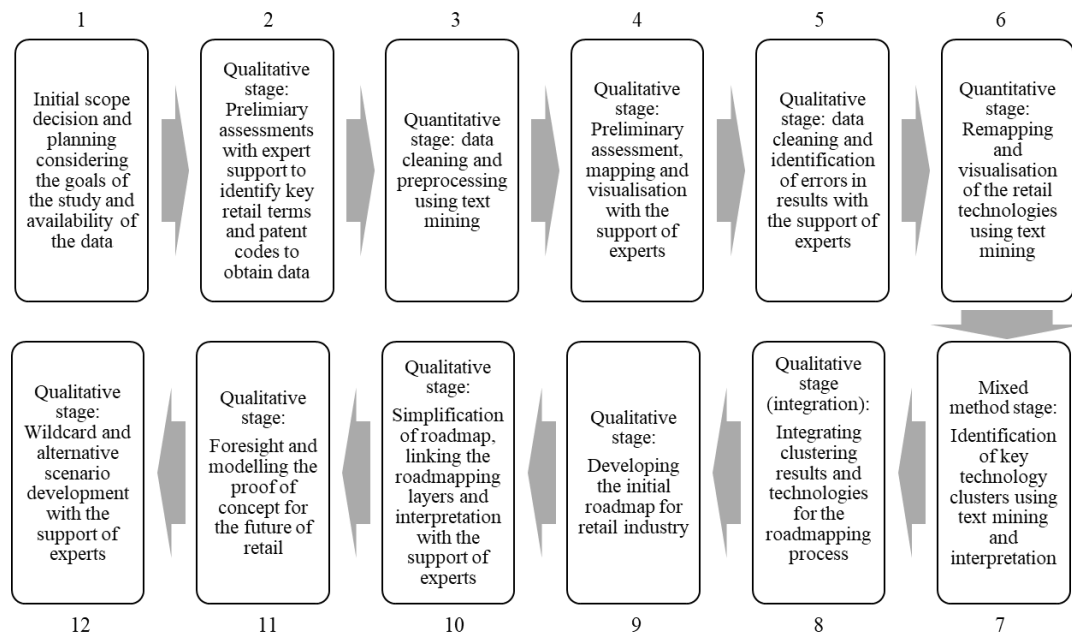 1
2
3
4
5
6
Initial scope
decision and
planning
considering
the goals of
the study and
availability of
the data
Qualitative
stage:
Prelimiary
assessments
with expert
support to
identify key
retail terms
and patent
codes to
obtain data
Quantitative
stage: data
cleaning and
preprocessing
using text
mining
Qualitative
stage:
Preliminary
assessment,
mapping and
visualisation
with the
support of
experts
Qualitative
stage: data
cleaning and
identification
of errors in
results with
the support of
experts
Quantitative
stage:
Remapping
and
visualisation
of the retail
technologies
using text
mining
Mixed
method stage:
Identification
of key
technology
clusters using
text mining
and
interpretation
Qualitative
stage
(integration):
Integrating
clustering
results and
technologies
for the
roadmapping
process
Qualitative
stage:
Developing
the initial
roadmap for
retail industry
Qualitative
stage:
Simplification
of roadmap,
linking the
roadmapping
layers and
interpretation
with the
support of
experts
Qualitative
stage:
Foresight and
modelling the
proof of
concept for
the future of
retail
Qualitative
stage:
Wildcard and
alternative
scenario
development
with the
support of
experts
12
11
10
9
8
7